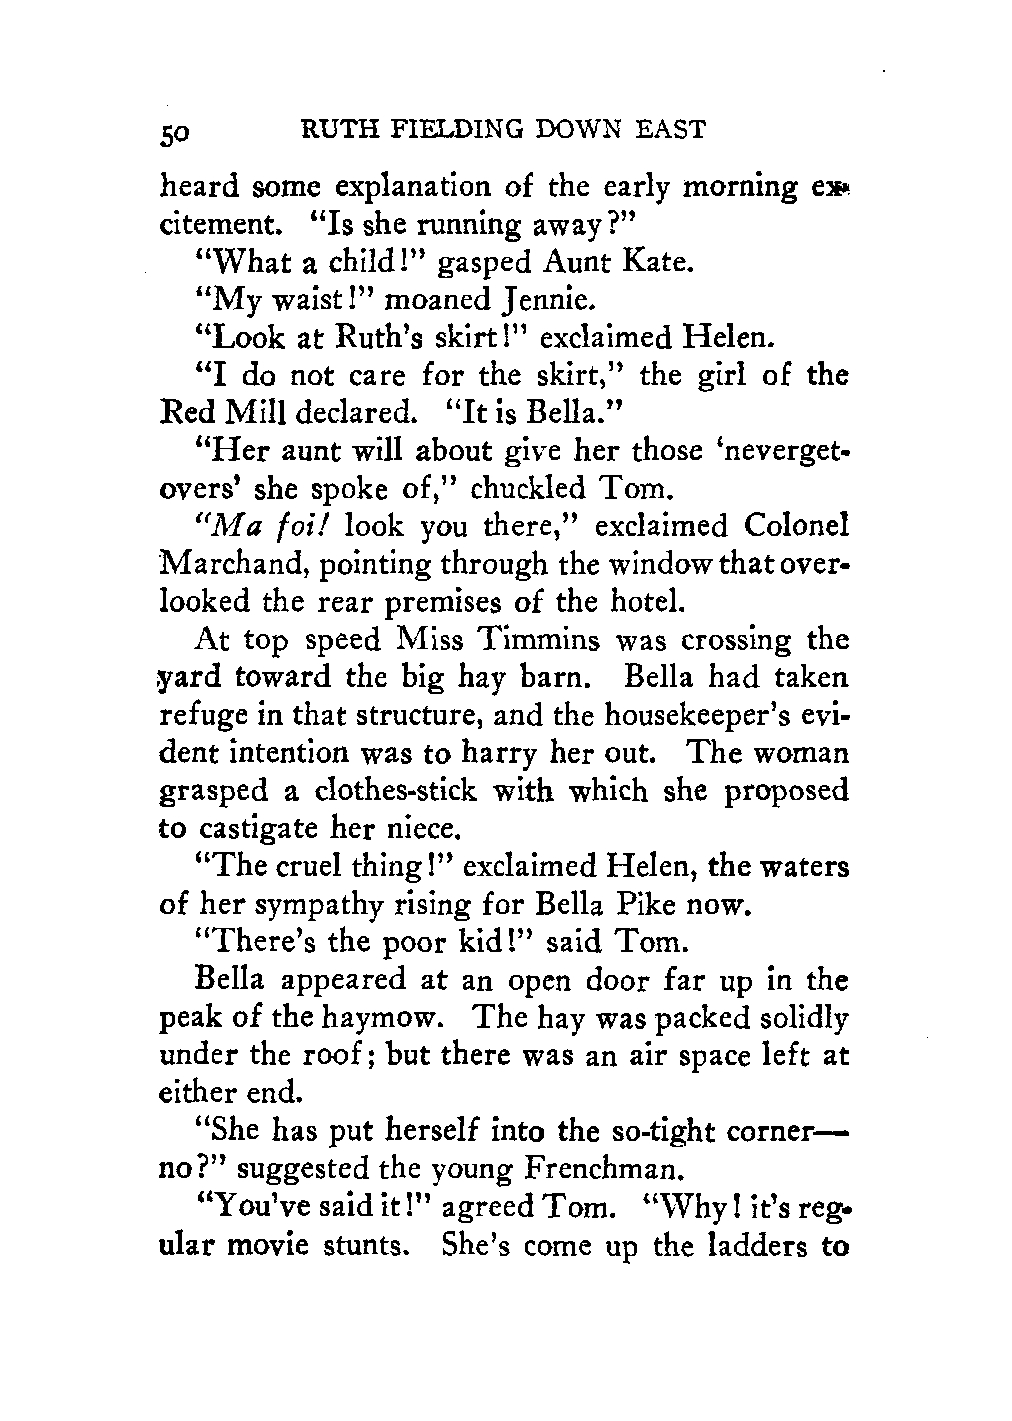 50 RUTH FIELDING DOWN EAST
heard some explanation of the early morning ex-
citement. "Is she running away?"
"What a child!" gasped Aunt Kate.
"My waist!" moaned Jennie.
"Look at Ruth's skirt!" exclaimed Helen.
"I do not care for the skirt," the girl of the
Red Mill declared. "It is Bella."
"Her aunt will about give her those 'neverget-
overs' she spoke of," chuckled Tom.
"Ma foi! look you there," exclaimed Colonel
Marchand, pointing through the window that over-
looked the rear premises of the hotel.
At top speed Miss Timmins was crossing the
yard toward the big hay barn. Bella had taken
refuge in that structure, and the housekeeper's evi-
dent intention was to harry her out. The woman
grasped a clothes-stick with which she proposed
to castigate her niece.
"The cruel thing!" exclaimed Helen, the waters
of her sympathy rising for Bella Pike now.
"There's the poor kid!" said Tom.
Bella appeared at an open door far up in the
peak of the haymow. The hay was packed solidly
under the roof; but there was an air space left at
either end.
"She has put herself into the so-tight corner—
no?" suggested the young Frenchman.
"You've said it!" agreed Tom. "Why! it's reg-
ular movie stunts. She's come up the ladders to